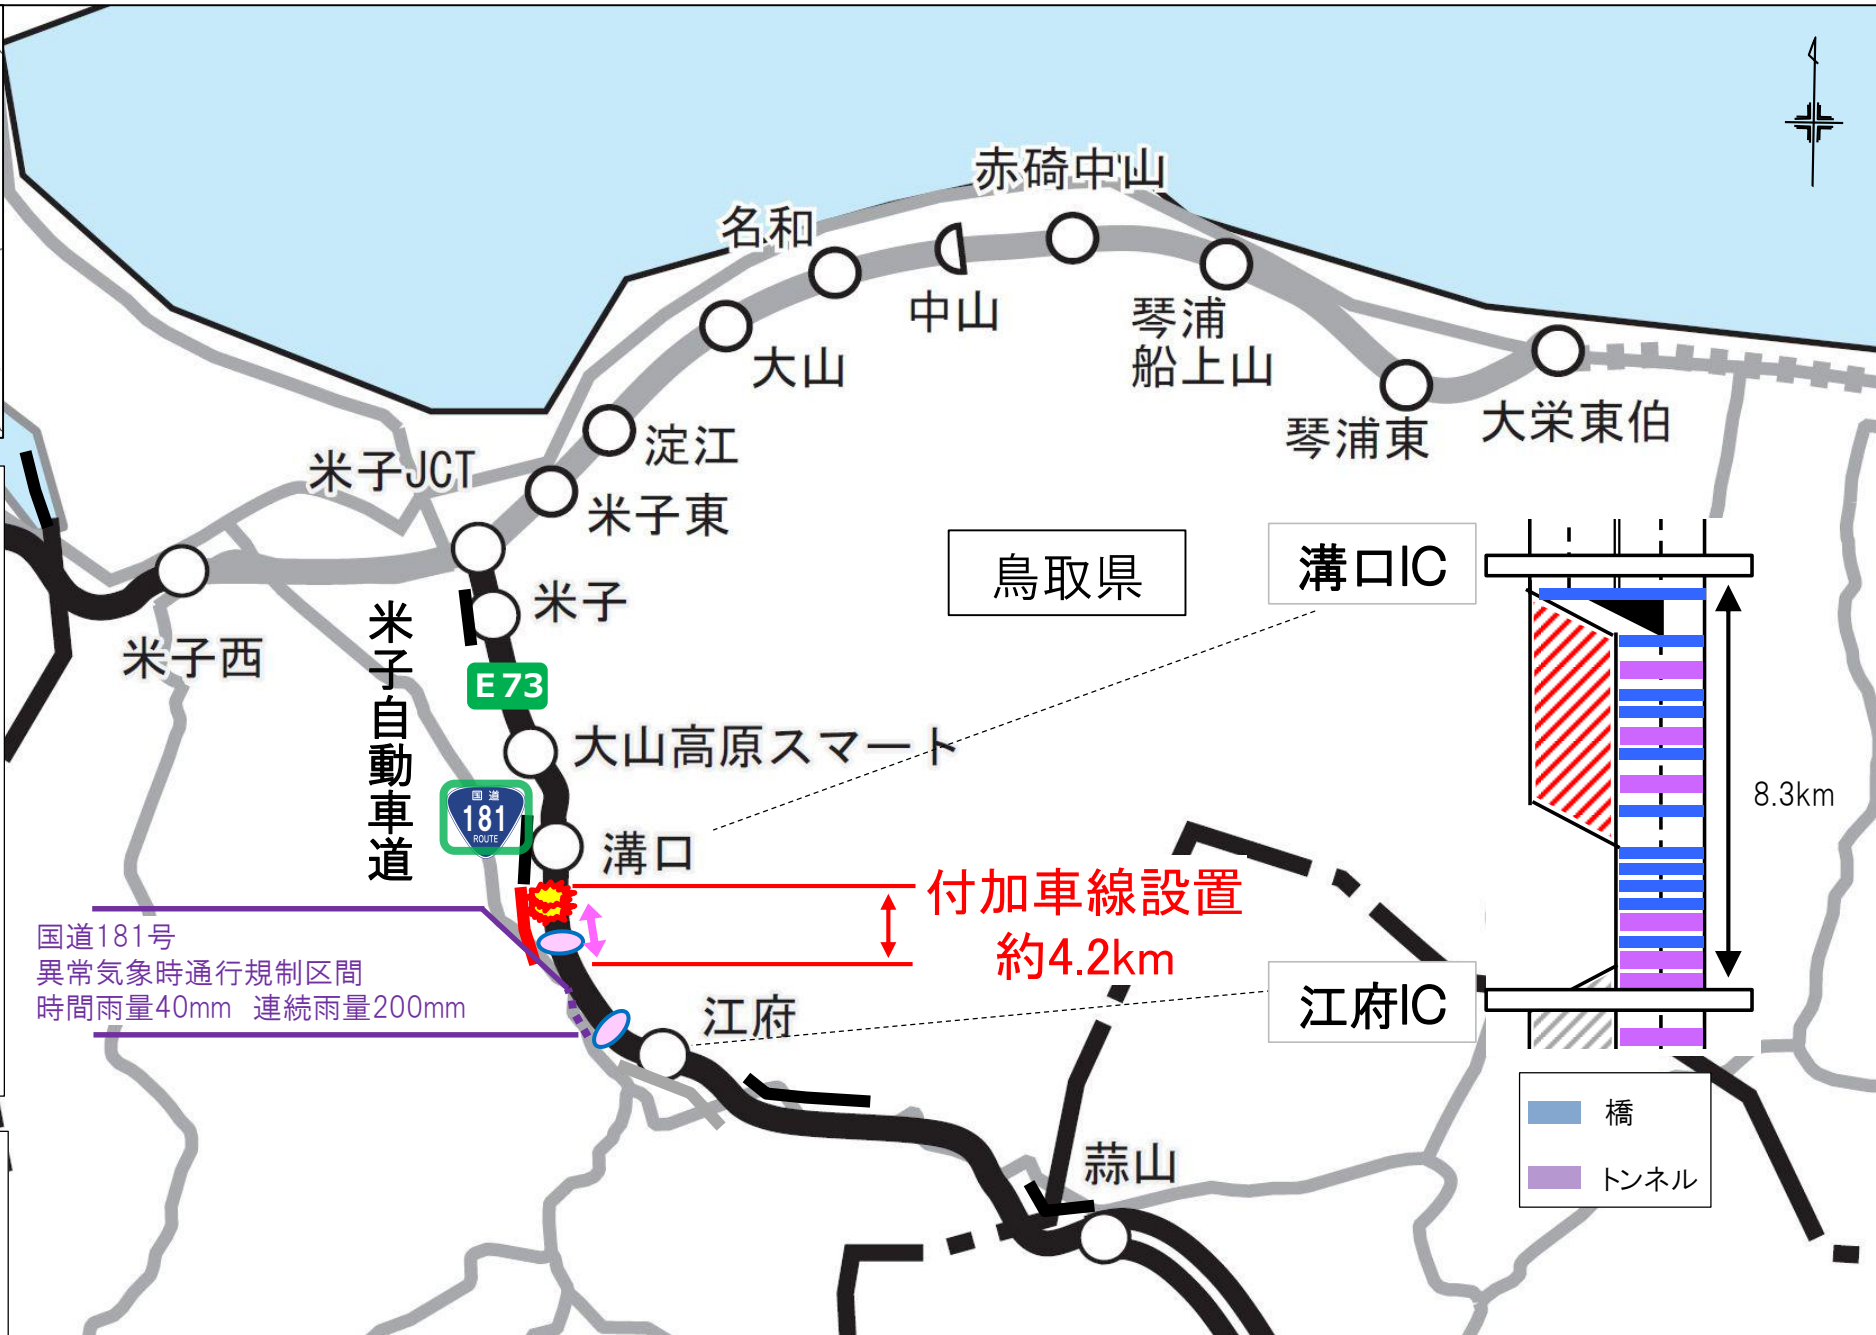 赤碕中山
名和
中山
琴浦
船上山
大山
琴浦東
大栄東伯
淀江
米子JCT
米子東
米子
米子西
鳥取県
溝口IC
米子自動車道
E73
大山高原スマート
国道
181
ROUTE
溝口
8.3km
付加車線設置
約4.2km
国道181号
異常気象時通行規制区間
時間雨量40mm 連続雨量200mm
江府
江府IC
橋
トンネル
蒜山